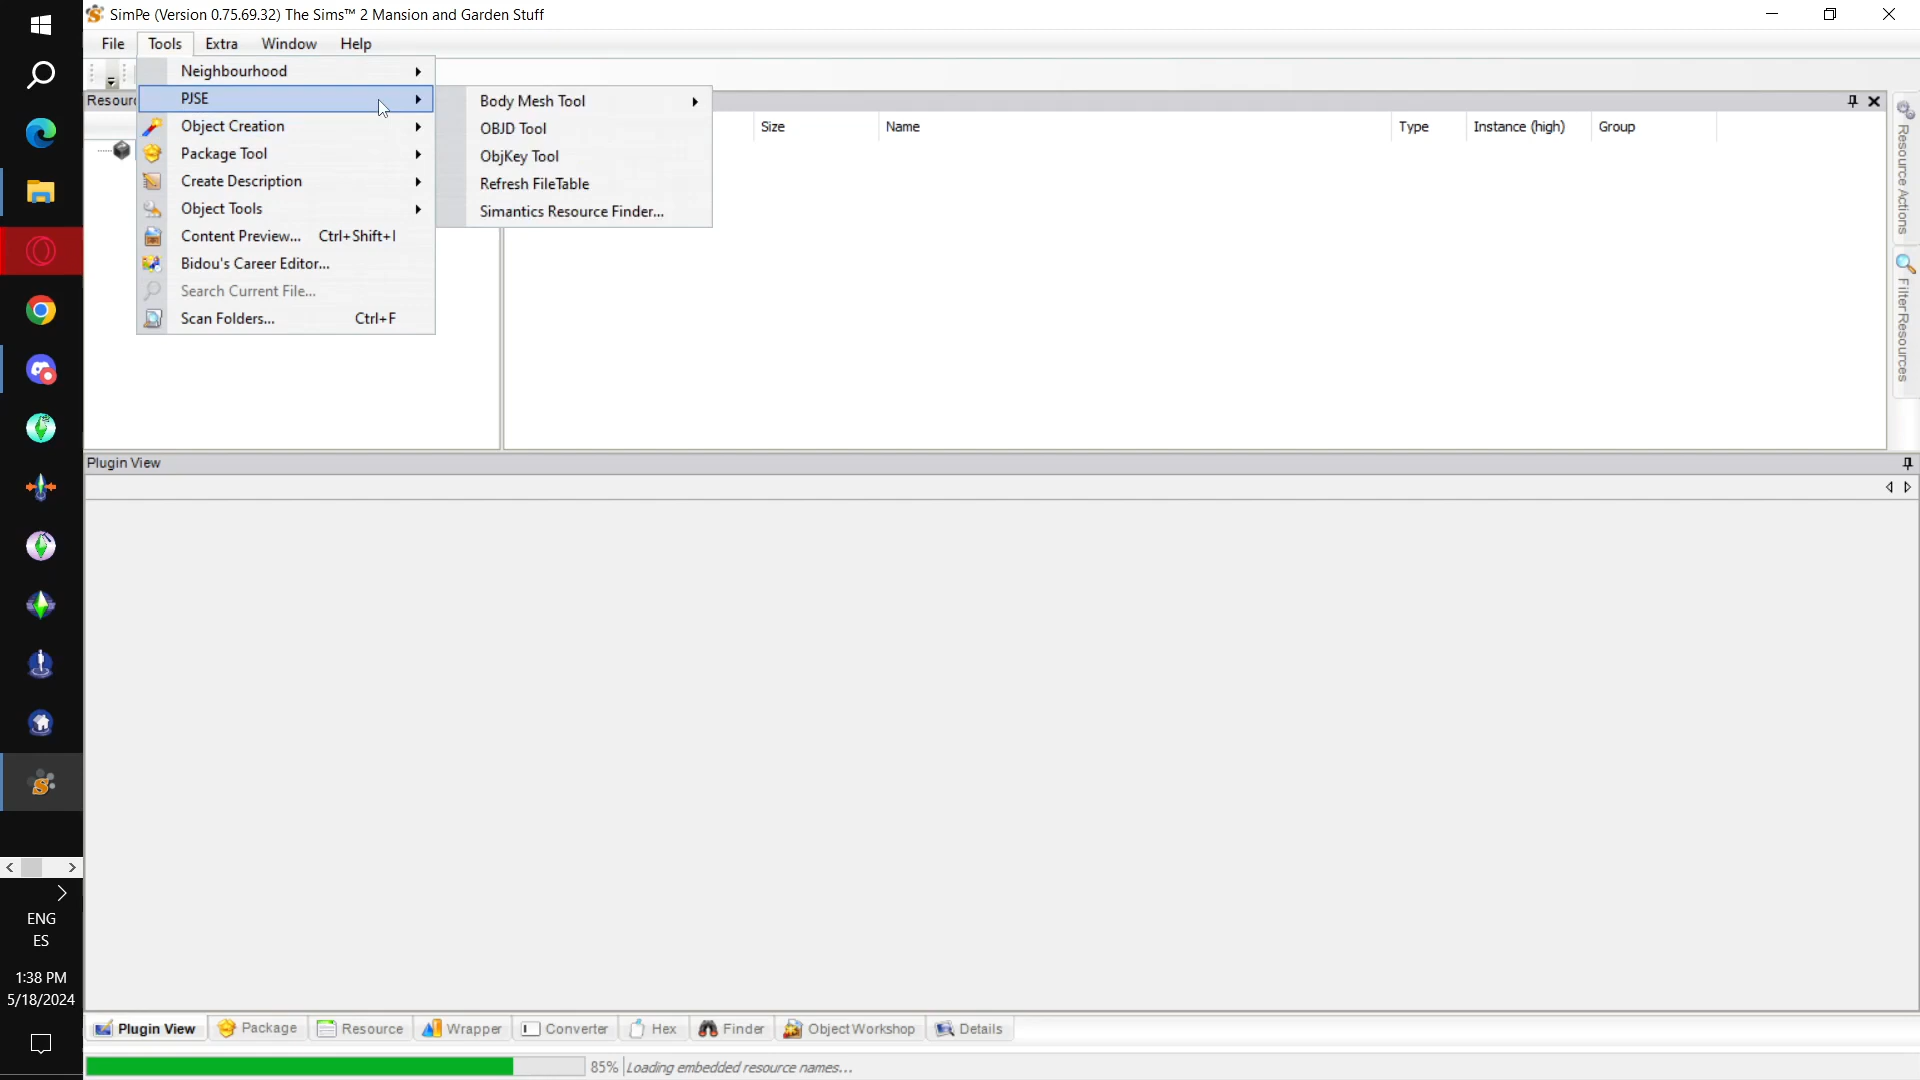 SimPe (Version 0.75.69.32) The Sims™ 2 Mansion and Garden Stuff
File Tools Extra Window Help
Neighbourhood
PJSE
Object Creation
Package Tool
Create Description
Object Tools
Content Preview... Ctrl+Shift+I
Bidou's Career Editor...
Search Current File...
Scan Folders... Ctrl+F
Body Mesh Tool
OBJD Tool
ObjKey Tool
Refresh FileTable
Simantics Resource Finder...
Size Name Type Instance (high) Group
Resource Actions
Filter Resources
Plugin View
ENG
ES
1:38 PM
5/18/2024
Plugin View Package Resource Wrapper Converter Hex Finder Object Workshop Details
85% Loading embedded resource names...